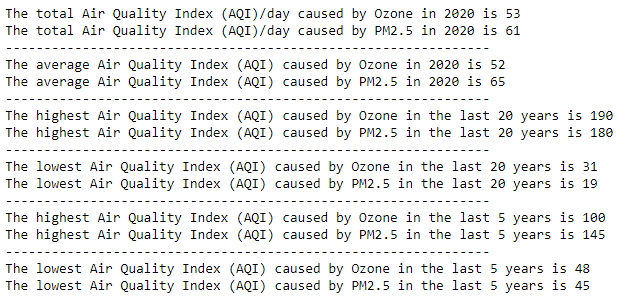 The total Air Quality Index (AQI)/day caused by Ozone in 2020 is 53
The total Air Quality Index (AQI)/day caused by PM2.5 in 2020 is 61
---------------------------------------------------------------
The average Air Quality Index (AQI) caused by Ozone in 2020 is 52
The average Air Quality Index (AQI) caused by PM2.5 in 2020 is 65
---------------------------------------------------------------
The highest Air Quality Index (AQI) caused by Ozone in the last 20 years is 190
The highest Air Quality Index (AQI) caused by PM2.5 in the last 20 years is 180
---------------------------------------------------------------
The lowest Air Quality Index (AQI) caused by Ozone in the last 20 years is 31
The lowest Air Quality Index (AQI) caused by PM2.5 in the last 20 years is 19
---------------------------------------------------------------
The highest Air Quality Index (AQI) caused by Ozone in the last 5 years is 100
The highest Air Quality Index (AQI) caused by PM2.5 in the last 5 years is 145
---------------------------------------------------------------
The lowest Air Quality Index (AQI) caused by Ozone in the last 5 years is 48
The lowest Air Quality Index (AQI) caused by PM2.5 in the last 5 years is 45